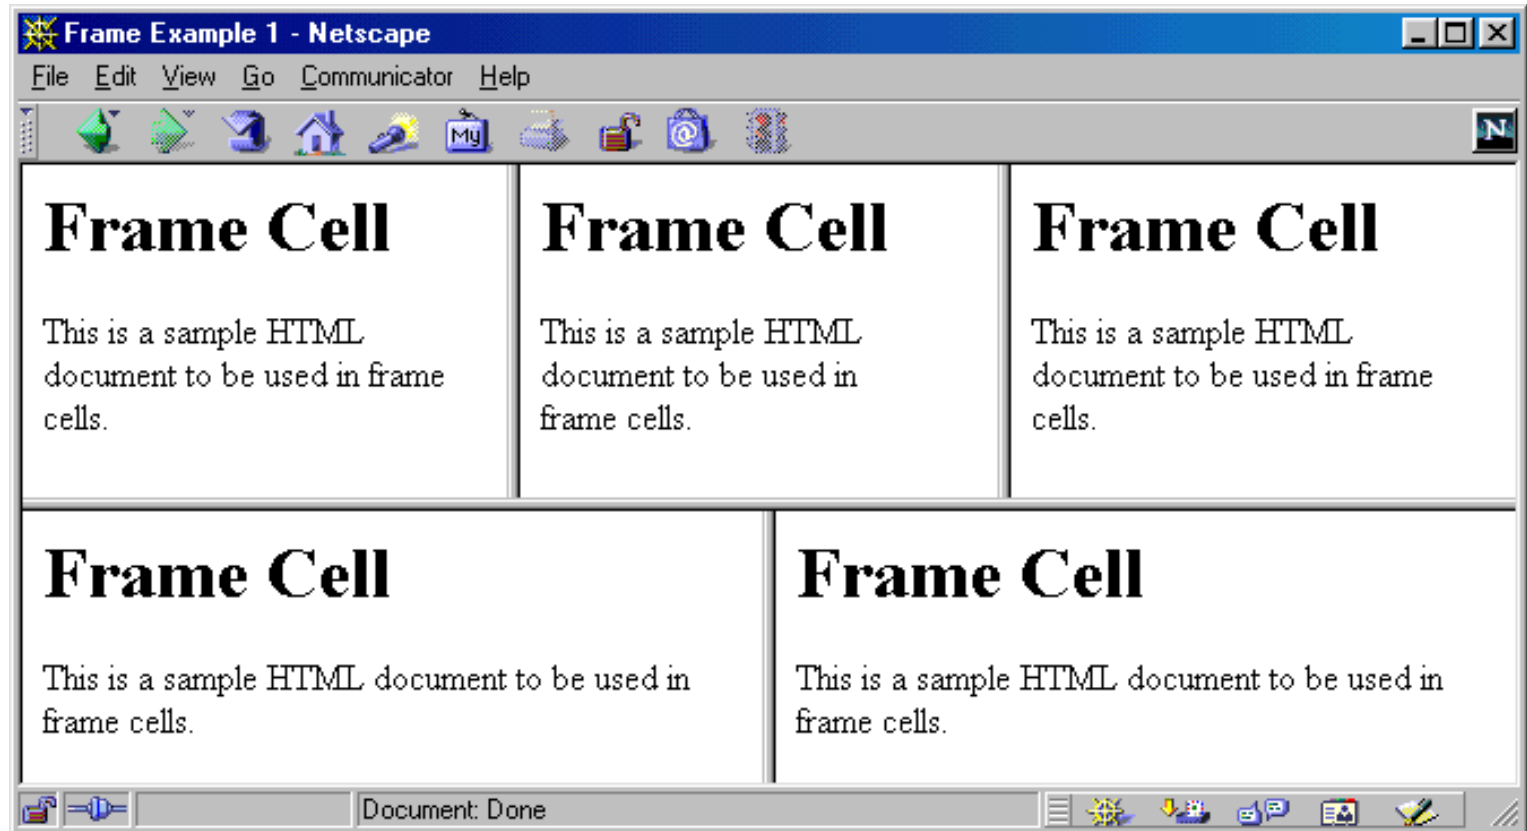 Frame Example 1 - Netscape
File Edit View Go Communicator Help
My
N
Frame Cell
This is a sample HTML
document to be used in frame
cells.
Frame Cell
This is a sample HTML
document to be used in
frame cells.
Frame Cell
This is a sample HTML
document to be used in frame
cells.
Frame Cell
This is a sample HTML document to be used in
frame cells.
Frame Cell
This is a sample HTML document to be used in
frame cells.
Document: Done